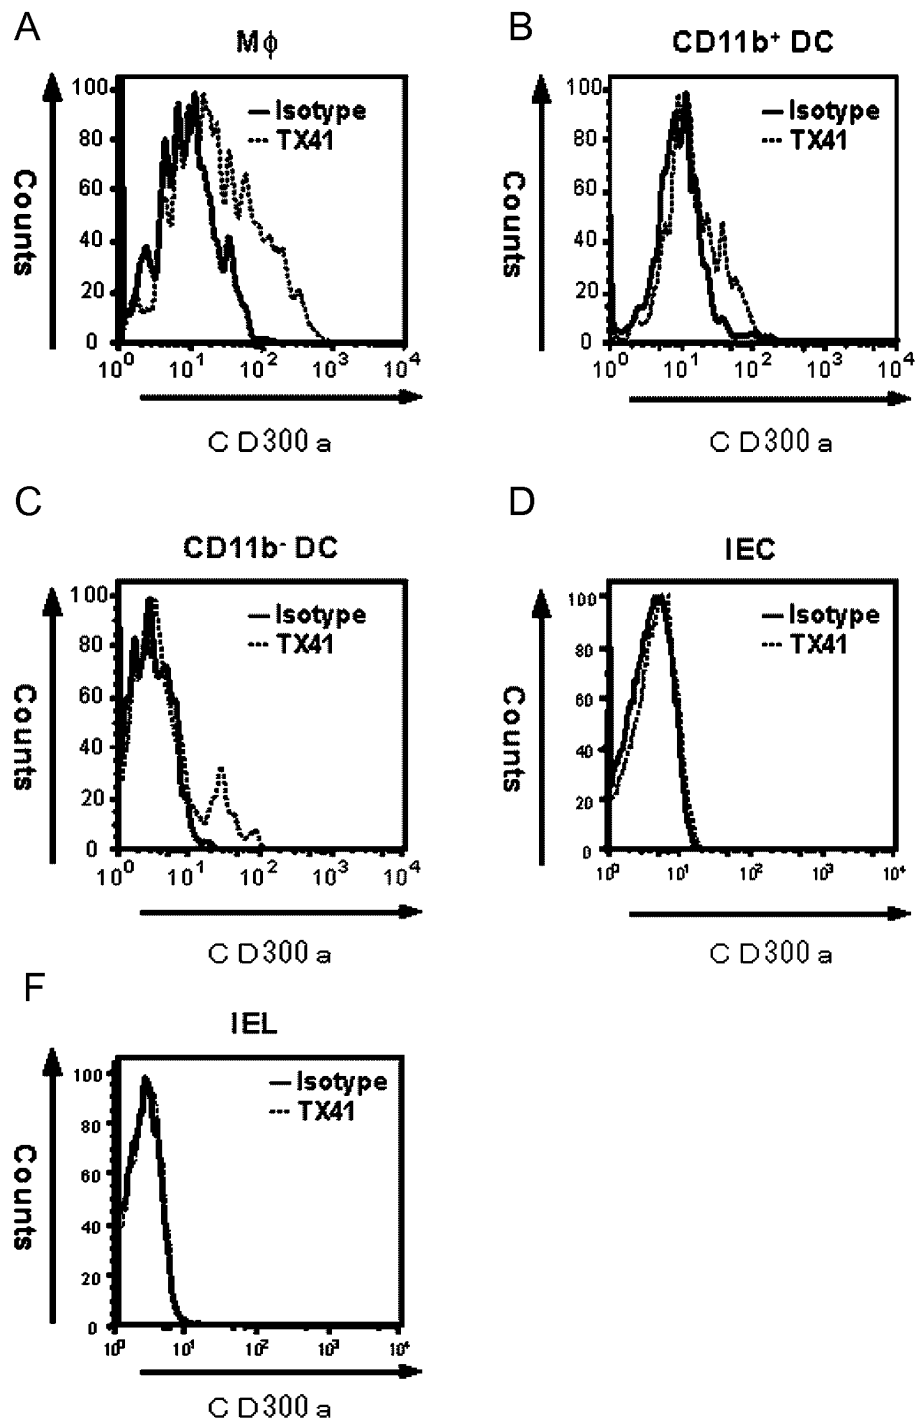 A
Mϕ
100
80
60
40
20
0
Counts
Isotype
TX41
10⁰ 10¹ 10² 10³ 10⁴
CD300a
B
CD11b⁺ DC
100
80
60
40
20
0
Counts
Isotype
TX41
10⁰ 10¹ 10² 10³ 10⁴
CD300a
C
CD11b⁻ DC
100
80
60
40
20
0
Counts
Isotype
TX41
10⁰ 10¹ 10² 10³ 10⁴
CD300a
D
IEC
100
80
60
40
20
0
Counts
Isotype
TX41
10⁰ 10¹ 10² 10³ 10⁴
CD300a
F
IEL
100
80
60
40
20
0
Counts
Isotype
TX41
10⁰ 10¹ 10² 10³ 10⁴
CD300a